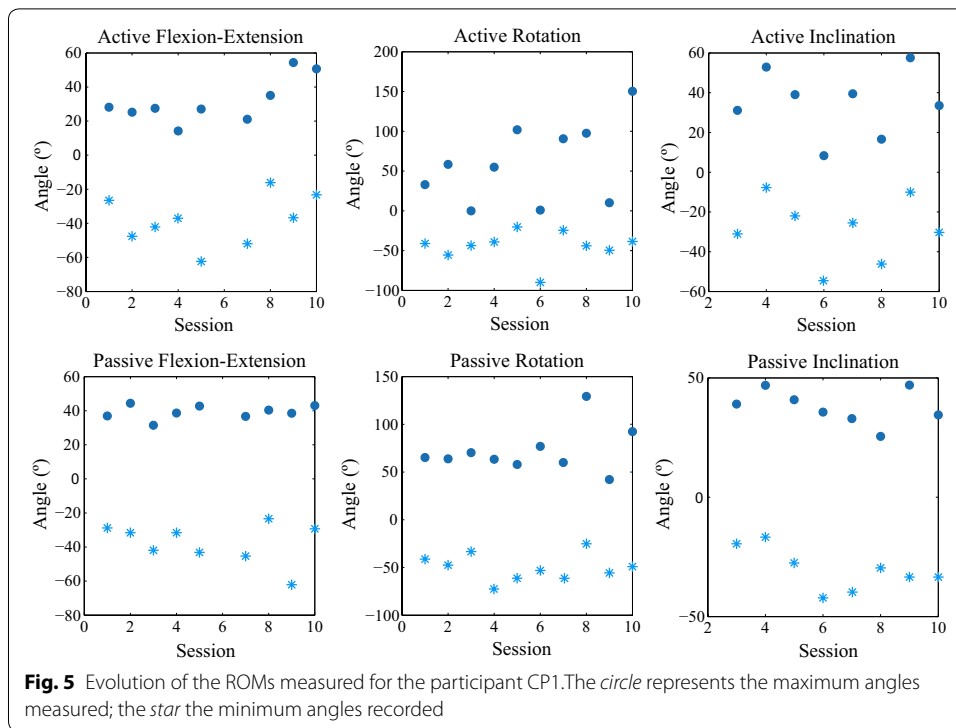 Active Flexion-Extension
60
40
20
0
-20
-40
-60
-80
Angle (º)
0 2 4 6 8 10
Session
Active Rotation
200
150
100
50
0
-50
-100
Angle (º)
0 2 4 6 8 10
Session
Active Inclination
60
40
20
0
-20
-40
-60
Angle (º)
2 4 6 8 10
Session
Passive Flexion-Extension
60
40
20
0
-20
-40
-60
-80
Angle (º)
0 2 4 6 8 10
Session
Passive Rotation
150
100
50
0
-50
-100
Angle (º)
0 2 4 6 8 10
Session
Passive Inclination
50
0
-50
Angle (º)
2 4 6 8 10
Session
Fig. 5 Evolution of the ROMs measured for the participant CP1.The circle represents the maximum angles
measured; the star the minimum angles recorded